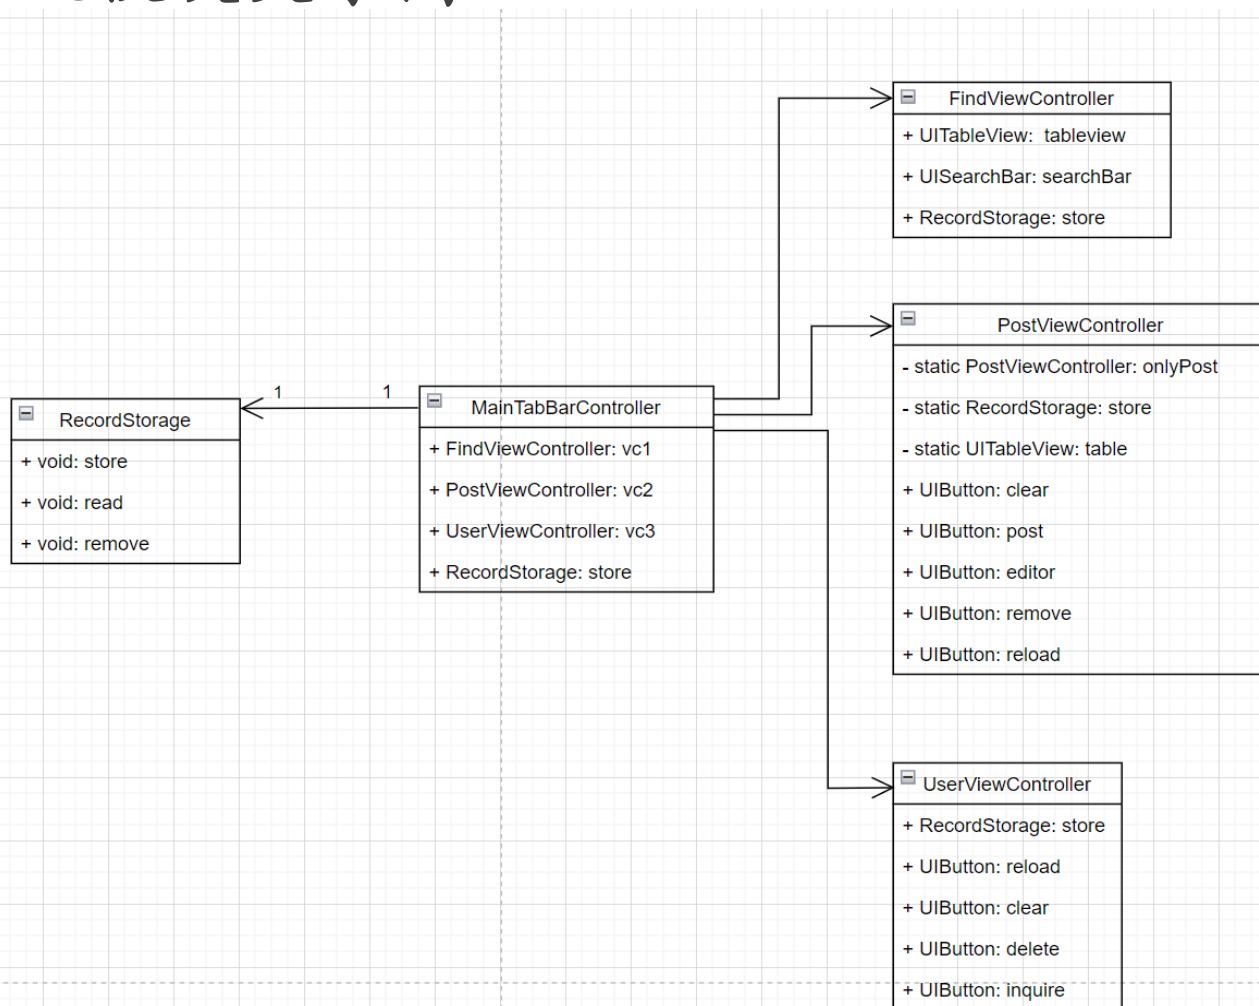 FindViewController
+ UITableView:  tableview
+ UISearchBar: searchBar
+ RecordStorage: store
PostViewController
- static PostViewController: onlyPost
- static RecordStorage: store
- static UITableView: table
+ UIButton: clear
+ UIButton: post
+ UIButton: editor
+ UIButton: remove
+ UIButton: reload
1
1
RecordStorage
+ void: store
+ void: read
+ void: remove
MainTabBarController
+ FindViewController: vc1
+ PostViewController: vc2
+ UserViewController: vc3
+ RecordStorage: store
UserViewController
+ RecordStorage: store
+ UIButton: reload
+ UIButton: clear
+ UIButton: delete
+ UIButton: inquire